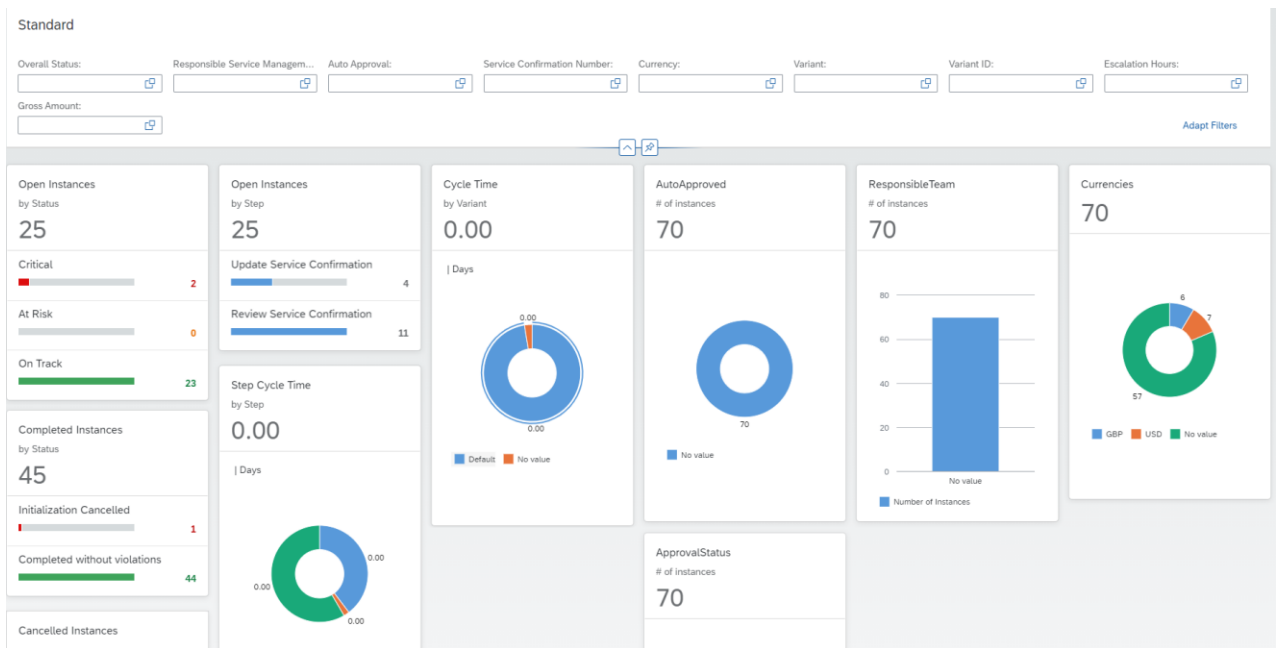 Standard
Overall Status:
Responsible Service Managem...
Auto Approval:
Service Confirmation Number:
Currency:
Variant:
Variant ID:
Escalation Hours:
Gross Amount:
Adapt Filters
Open Instances
by Status
25
Critical
2
At Risk
0
On Track
23
Completed Instances
by Status
45
Initialization Cancelled
1
Completed without violations
44
Cancelled Instances
Open Instances
by Step
25
Update Service Confirmation
4
Review Service Confirmation
11
Step Cycle Time
by Step
0.00
| Days
0.00
0.00
0.00
Cycle Time
by Variant
0.00
| Days
0.00
0.00
Default
No value
AutoApproved
# of instances
70
70
No value
ApprovalStatus
# of instances
70
ResponsibleTeam
# of instances
70
80
60
40
20
0
No value
Number of Instances
Currencies
70
6
7
57
GBP
USD
No value